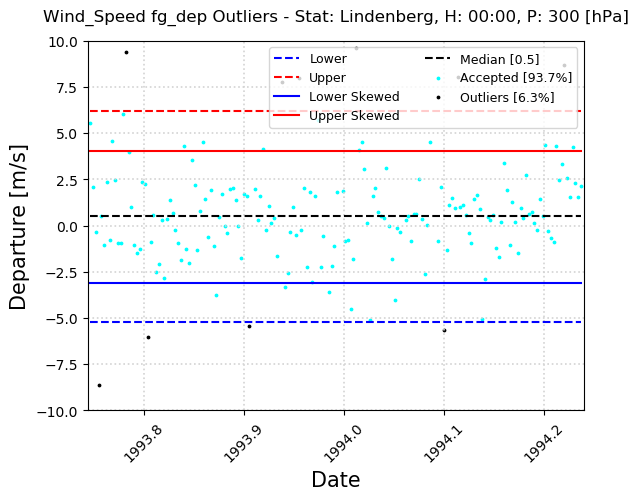 Wind_Speed fg_dep Outliers - Stat: Lindenberg, H: 00:00, P: 300 [hPa]
Departure [m/s]
10.0
7.5
5.0
2.5
0.0
−2.5
−5.0
−7.5
−10.0
Lower
Upper
Lower Skewed
Upper Skewed
Median [0.5]
Accepted [93.7%]
Outliers [6.3%]
1993.8
1993.9
1994.0
1994.1
1994.2
Date